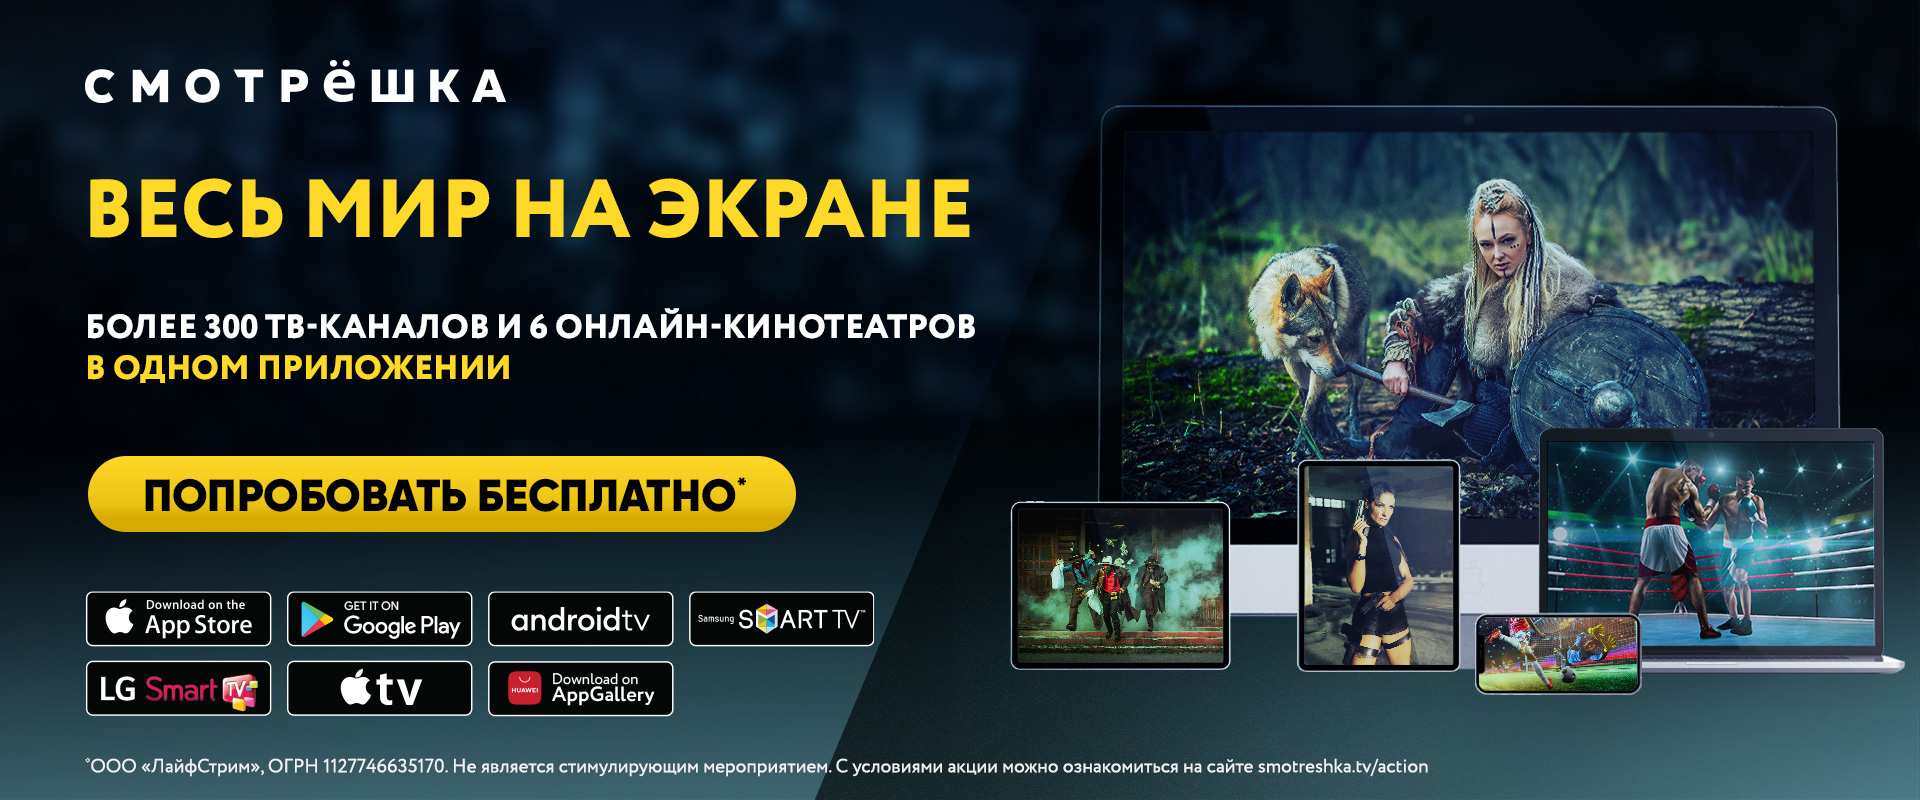 СМОТРЁШКА
ВЕСЬ МИР НА ЭКРАНЕ
БОЛЕЕ 300 ТВ-КАНАЛОВ И 6 ОНЛАЙН-КИНОТЕАТРОВ
В ОДНОМ ПРИЛОЖЕНИИ
ПОПРОБОВАТЬ БЕСПЛАТНО*
Download on the
App Store
GET IT ON
Google Play
androidtv
Samsung SMART TV™
LG Smart TV
tv
HUAWEI
Download on
AppGallery
*ООО «ЛайфСтрим», ОГРН 1127746635170. Не является стимулирующим мероприятием. С условиями акции можно ознакомиться на сайте smotreshka.tv/action